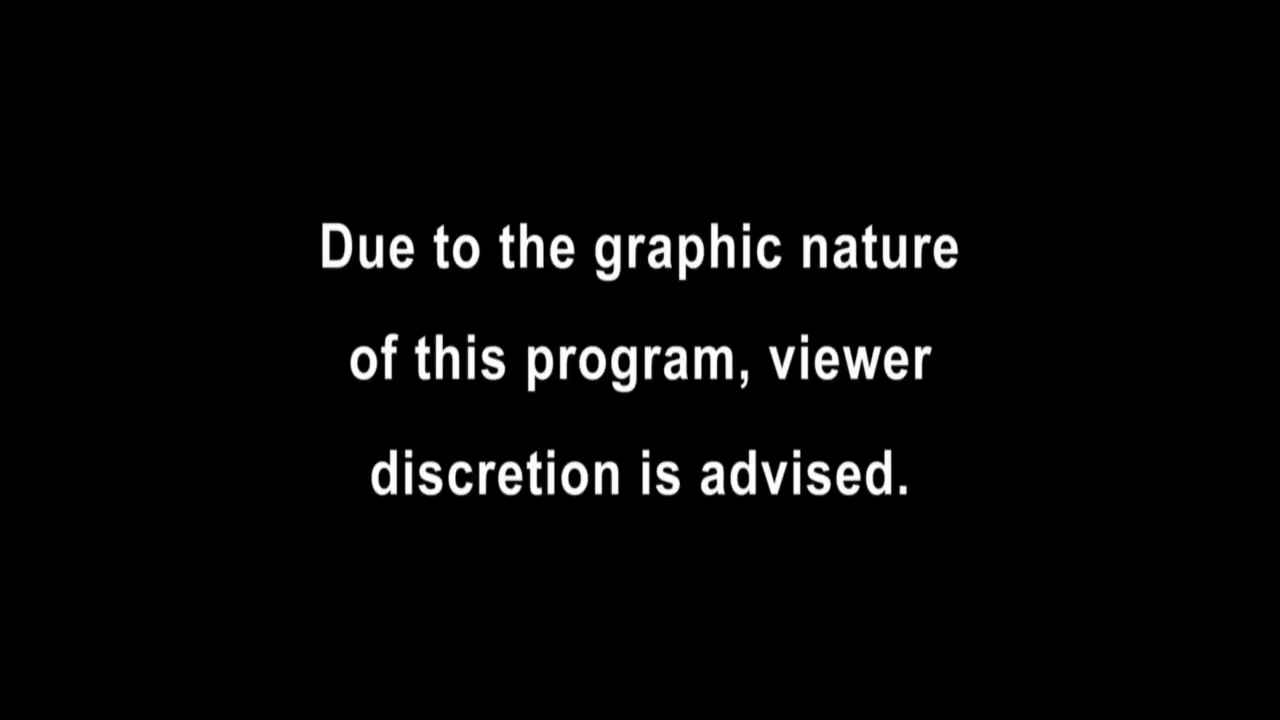 Due to the graphic nature
of this program, viewer
discretion is advised.